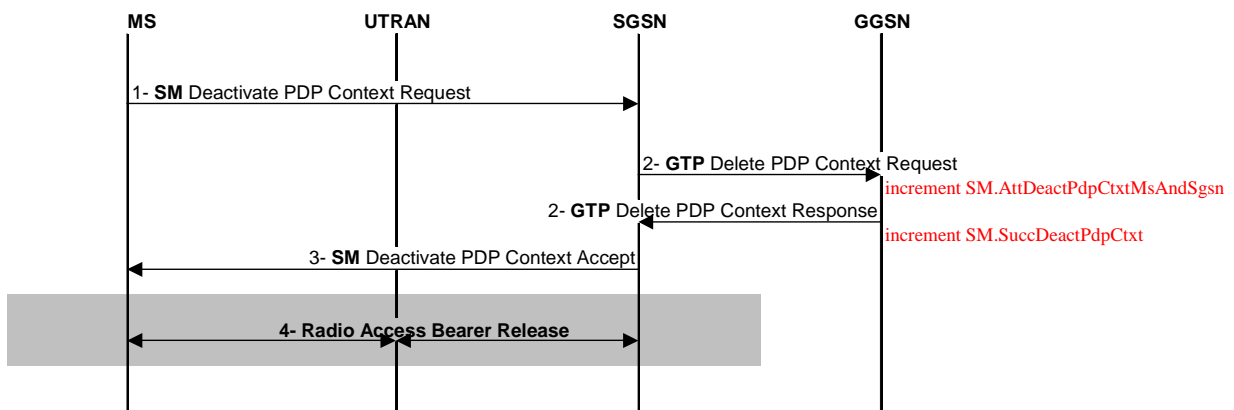 MS UTRAN SGSN GGSN
1- SM Deactivate PDP Context Request
2- GTP Delete PDP Context Request
increment SM.AttDeactPdpCtxtMsAndSgsn
2- GTP Delete PDP Context Response
increment SM.SuccDeactPdpCtxt
3- SM Deactivate PDP Context Accept
4- Radio Access Bearer Release